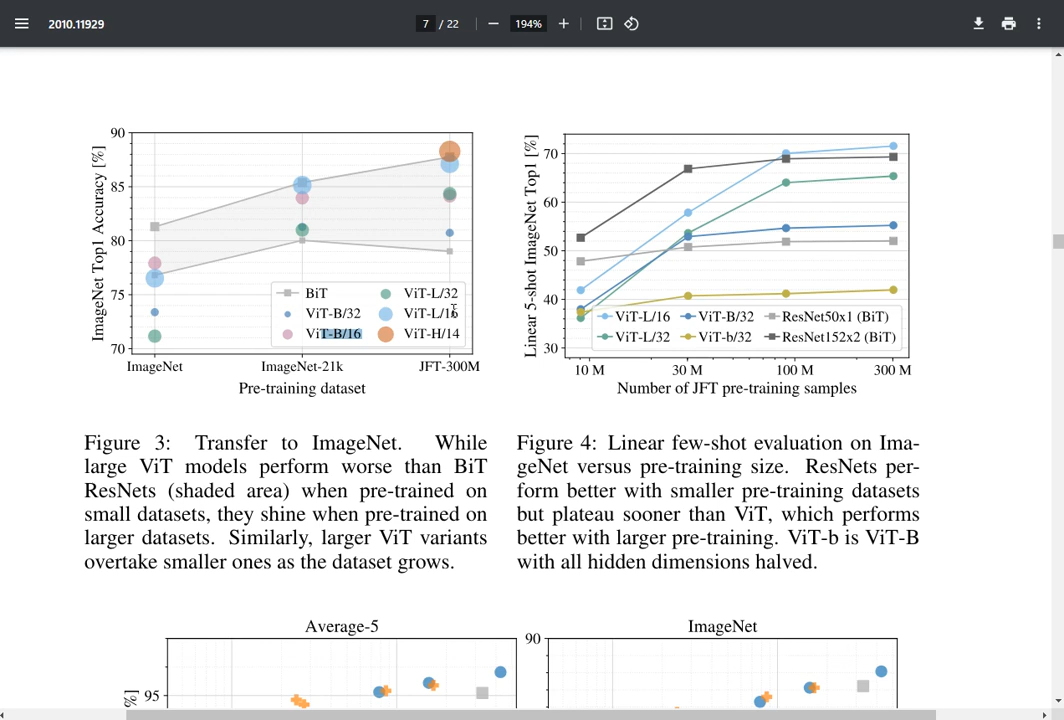 2010.11929
7 / 22
194%
90
85
80
75
70
ImageNet Top1 Accuracy [%]
BiT
ViT-B/32
ViT-B/16
ViT-L/32
ViT-L/16
ViT-H/14
ImageNet
ImageNet-21k
JFT-300M
Pre-training dataset
70
60
50
40
30
Linear 5-shot ImageNet Top1 [%]
ViT-L/16
ViT-L/32
ViT-B/32
ViT-b/32
ResNet50x1 (BiT)
ResNet152x2 (BiT)
10 M
30 M
100 M
300 M
Number of JFT pre-training samples
Figure 3: Transfer to ImageNet. While
large ViT models perform worse than BiT
ResNets (shaded area) when pre-trained on
small datasets, they shine when pre-trained on
larger datasets. Similarly, larger ViT variants
overtake smaller ones as the dataset grows.
Figure 4: Linear few-shot evaluation on Ima-
geNet versus pre-training size. ResNets per-
form better with smaller pre-training datasets
but plateau sooner than ViT, which performs
better with larger pre-training. ViT-b is ViT-B
with all hidden dimensions halved.
Average-5
95
%]
ImageNet
90